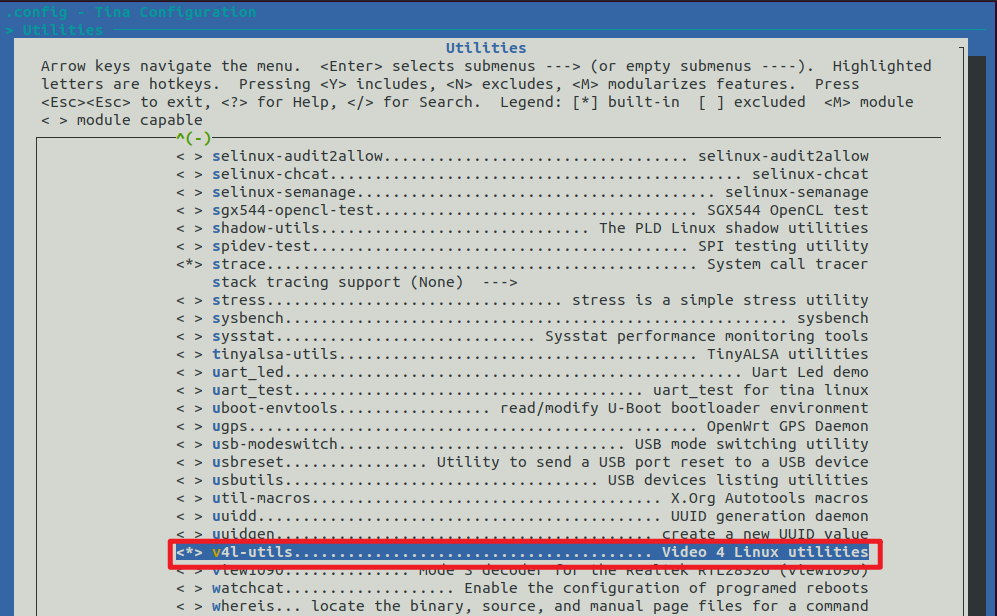 .config - Tina Configuration
> Utilities
Utilities
Arrow keys navigate the menu.  <Enter> selects submenus ---> (or empty submenus ----).  Highlighted
letters are hotkeys.  Pressing <Y> includes, <N> excludes, <M> modularizes features.  Press
<Esc><Esc> to exit, <?> for Help, </> for Search.  Legend: [*] built-in  [ ] excluded  <M> module
< > module capable
^(-)
< > selinux-audit2allow.................................. selinux-audit2allow
< > selinux-chcat.............................................. selinux-chcat
< > selinux-semanage........................................ selinux-semanage
< > sgx544-opencl-test.................................... SGX544 OpenCL test
< > shadow-utils.............................. The PLD Linux shadow utilities
< > spidev-test.......................................... SPI testing utility
<*> strace................................................ System call tracer
stack tracing support (None)  --->
< > stress................................. stress is a simple stress utility
< > sysbench........................................................ sysbench
< > sysstat............................. Sysstat performance monitoring tools
< > tinyalsa-utils........................................ TinyALSA utilities
< > uart_led................................................... Uart Led demo
< > uart_test........................................ uart_test for tina linux
< > uboot-envtools................. read/modify U-Boot bootloader environment
< > ugps.................................................. OpenWrt GPS Daemon
< > usb-modeswitch................................ USB mode switching utility
< > usbreset................ Utility to send a USB port reset to a USB device
< > usbutils................................... USB devices listing utilities
< > util-macros....................................... X.Org Autotools macros
< > uuidd.............................................. UUID generation daemon
< > uuidgen........................................... create a new UUID value
<*> v4l-utils........................................ Video 4 Linux utilities
< > view1090.............. Mode S decoder for the Realtek RTL2832U (view1090)
< > watchcat................... Enable the configuration of programed reboots
< > whereis... locate the binary, source, and manual page files for a command